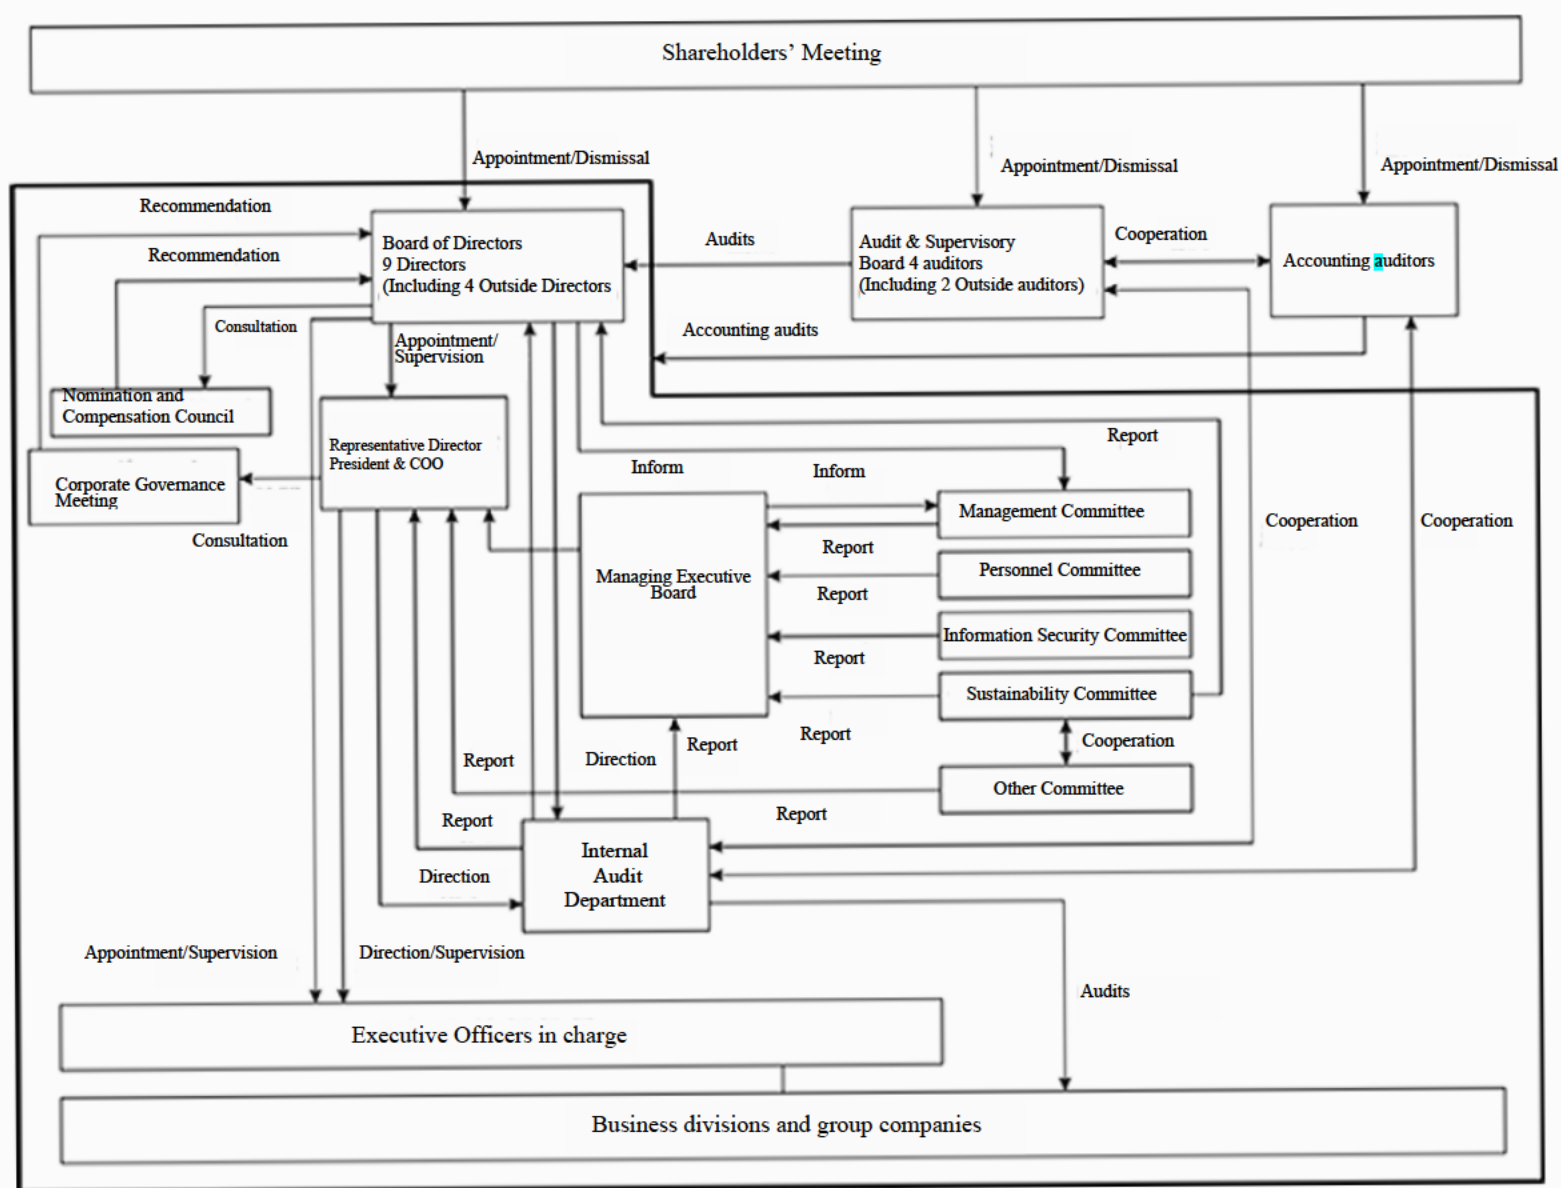 Shareholders’ Meeting
Appointment/Dismissal
Appointment/Dismissal
Appointment/Dismissal
Recommendation
Recommendation
Board of Directors
9 Directors
(Including 4 Outside Directors
Audits
Audit & Supervisory
Board 4 auditors
(Including 2 Outside auditors)
Cooperation
Accounting auditors
Consultation
Appointment/
Supervision
Accounting audits
Nomination and
Compensation Council
Representative Director
President & COO
Corporate Governance
Meeting
Consultation
Inform
Inform
Report
Management Committee
Report
Cooperation
Cooperation
Managing Executive
Board
Personnel Committee
Report
Information Security Committee
Report
Sustainability Committee
Report
Cooperation
Report
Direction
Report
Other Committee
Report
Report
Internal
Audit
Department
Direction
Appointment/Supervision
Direction/Supervision
Audits
Executive Officers in charge
Business divisions and group companies